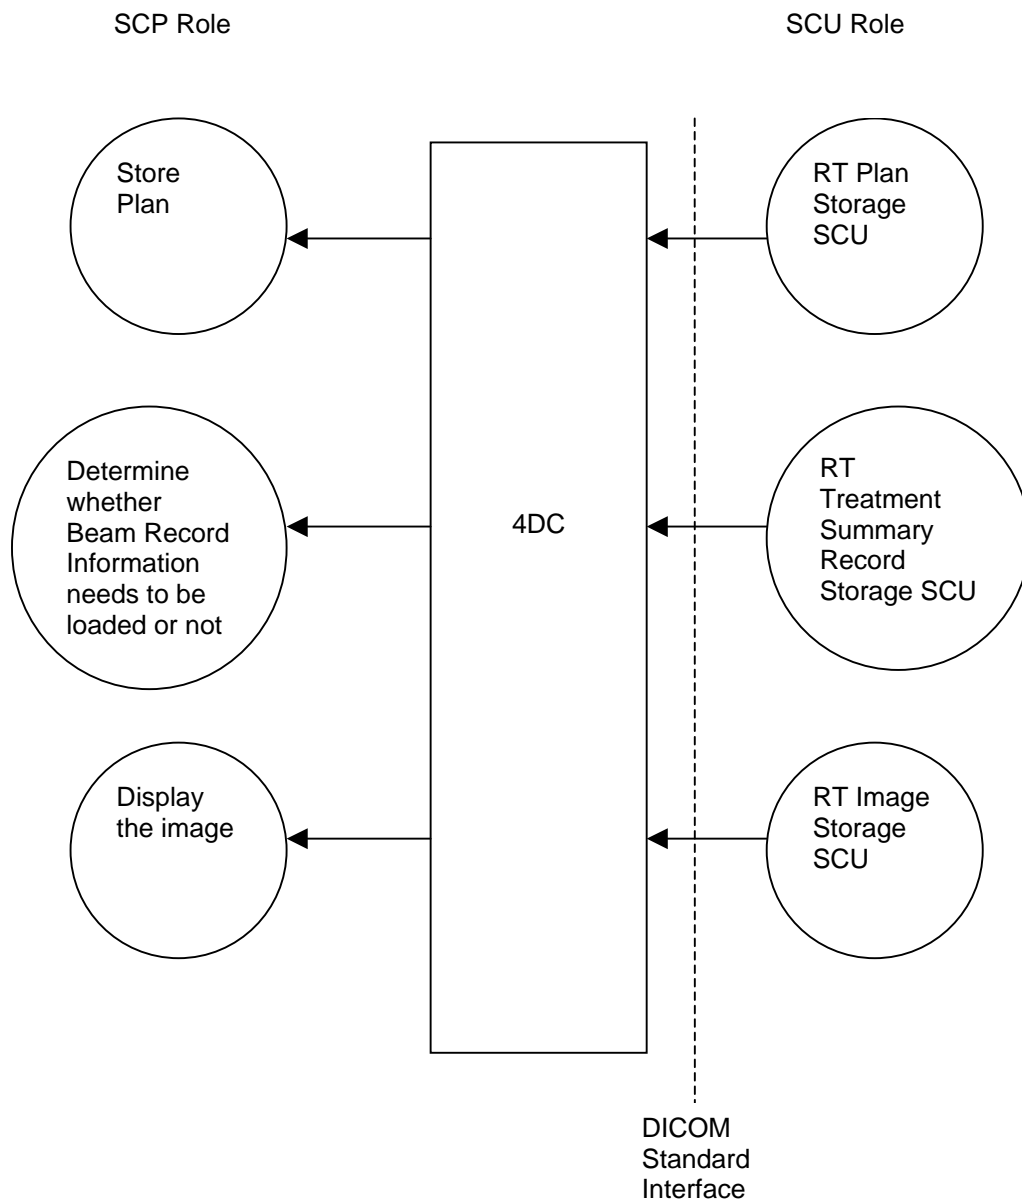 SCP Role
SCU Role
Store
Plan
RT Plan
Storage
SCU
Determine
whether
Beam Record
Information
needs to be
loaded or not
4DC
RT
Treatment
Summary
Record
Storage SCU
Display
the image
RT Image
Storage
SCU
DICOM
Standard
Interface